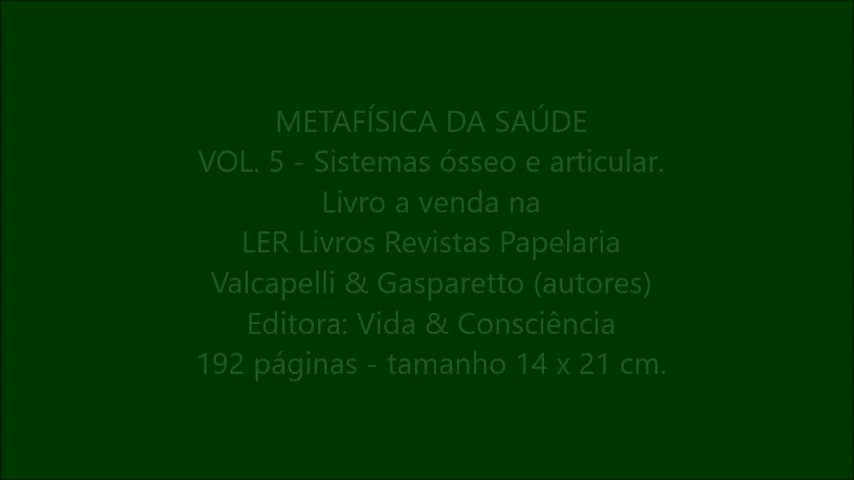 METAFÍSICA DA SAÚDE
VOL. 5 - Sistemas ósseo e articular.
Livro a venda na
LER Livros Revistas Papelaria
Valcapelli & Gasparetto (autores)
Editora: Vida & Consciência
192 páginas - tamanho 14 x 21 cm.